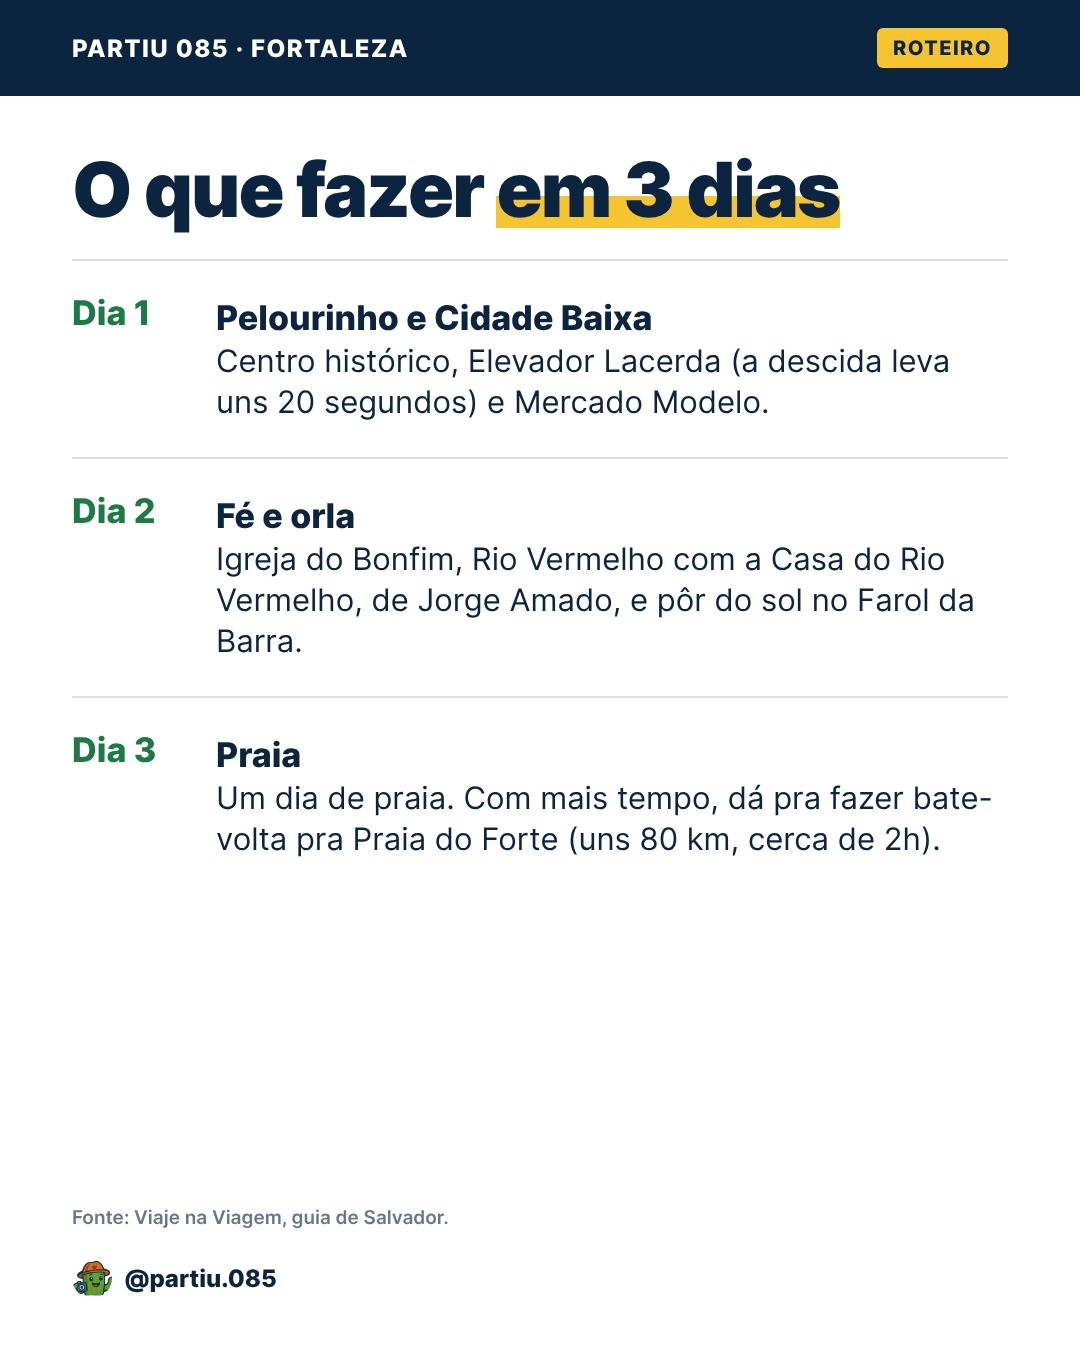 PARTIU 085 · FORTALEZA
ROTEIRO
O que fazer em 3 dias
Dia 1
Pelourinho e Cidade Baixa
Centro histórico, Elevador Lacerda (a descida leva
uns 20 segundos) e Mercado Modelo.
Dia 2
Fé e orla
Igreja do Bonfim, Rio Vermelho com a Casa do Rio
Vermelho, de Jorge Amado, e pôr do sol no Farol da
Barra.
Dia 3
Praia
Um dia de praia. Com mais tempo, dá pra fazer bate-
volta pra Praia do Forte (uns 80 km, cerca de 2h).
Fonte: Viaje na Viagem, guia de Salvador.
@partiu.085